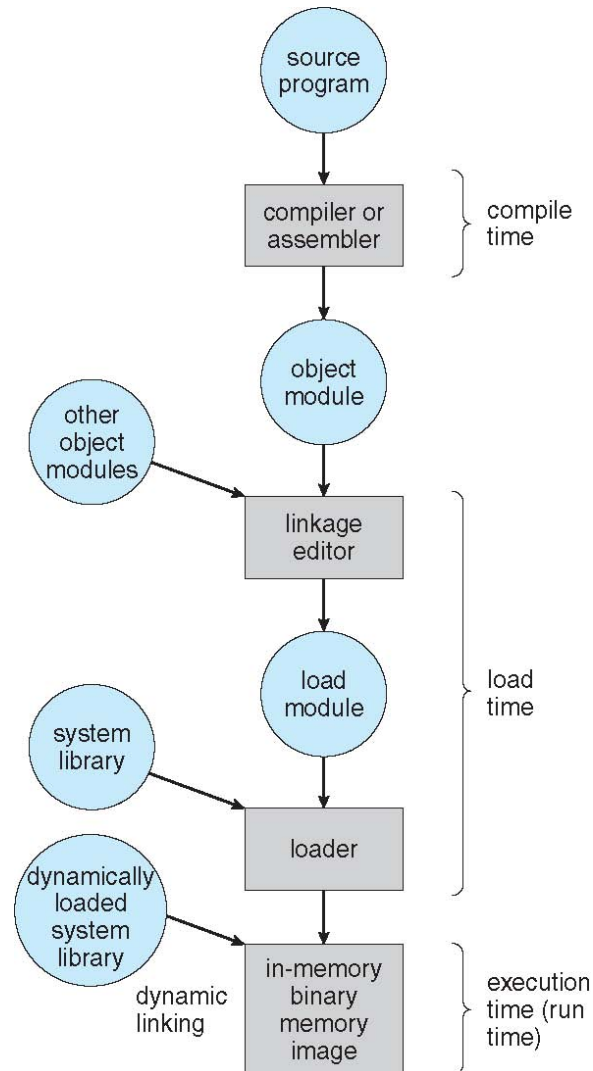 source
program
compiler or
assembler
compile
time
object
module
other
object
modules
linkage
editor
load
module
load
time
system
library
loader
dynamically
loaded
system
library
dynamic
linking
in-memory
binary
memory
image
execution
time (run
time)